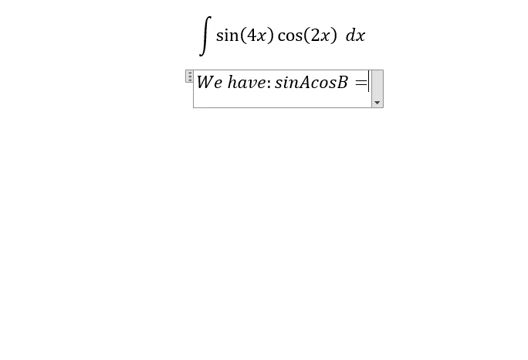 ∫ sin(4x) cos(2x) dx
We have: sinAcosB =